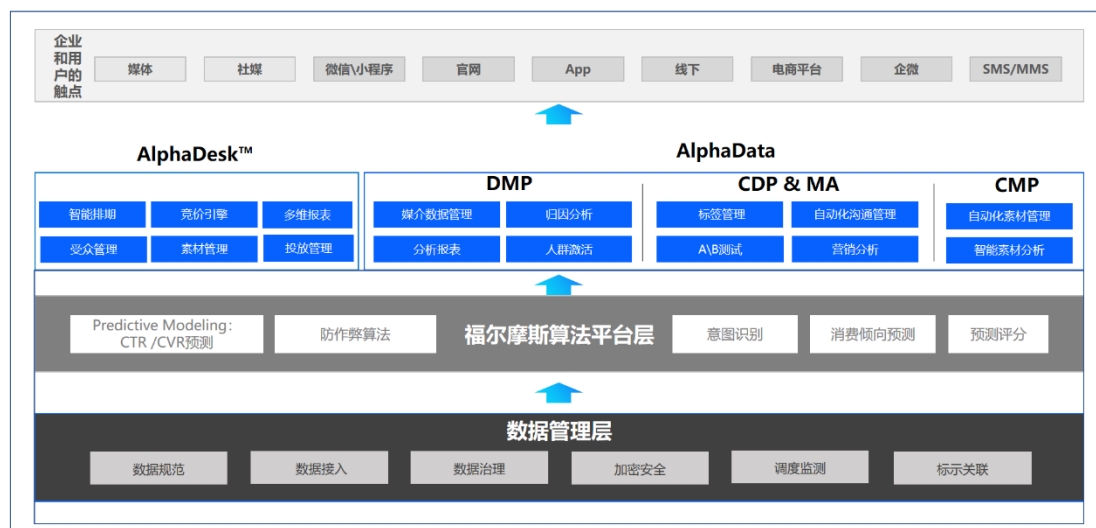 企业
和用
户的
触点
媒体
社媒
微信\小程序
官网
App
线下
电商平台
企微
SMS/MMS
AlphaDesk™
AlphaData
智能排期
竞价引擎
多维报表
受众管理
素材管理
投放管理
DMP
媒介数据管理
归因分析
分析报表
人群激活
CDP & MA
标签管理
自动化沟通管理
A\B测试
营销分析
CMP
自动化素材管理
智能素材分析
Predictive Modeling：
CTR /CVR预测
防作弊算法
福尔摩斯算法平台层
意图识别
消费倾向预测
预测评分
数据管理层
数据规范
数据接入
数据治理
加密安全
调度监测
标示关联